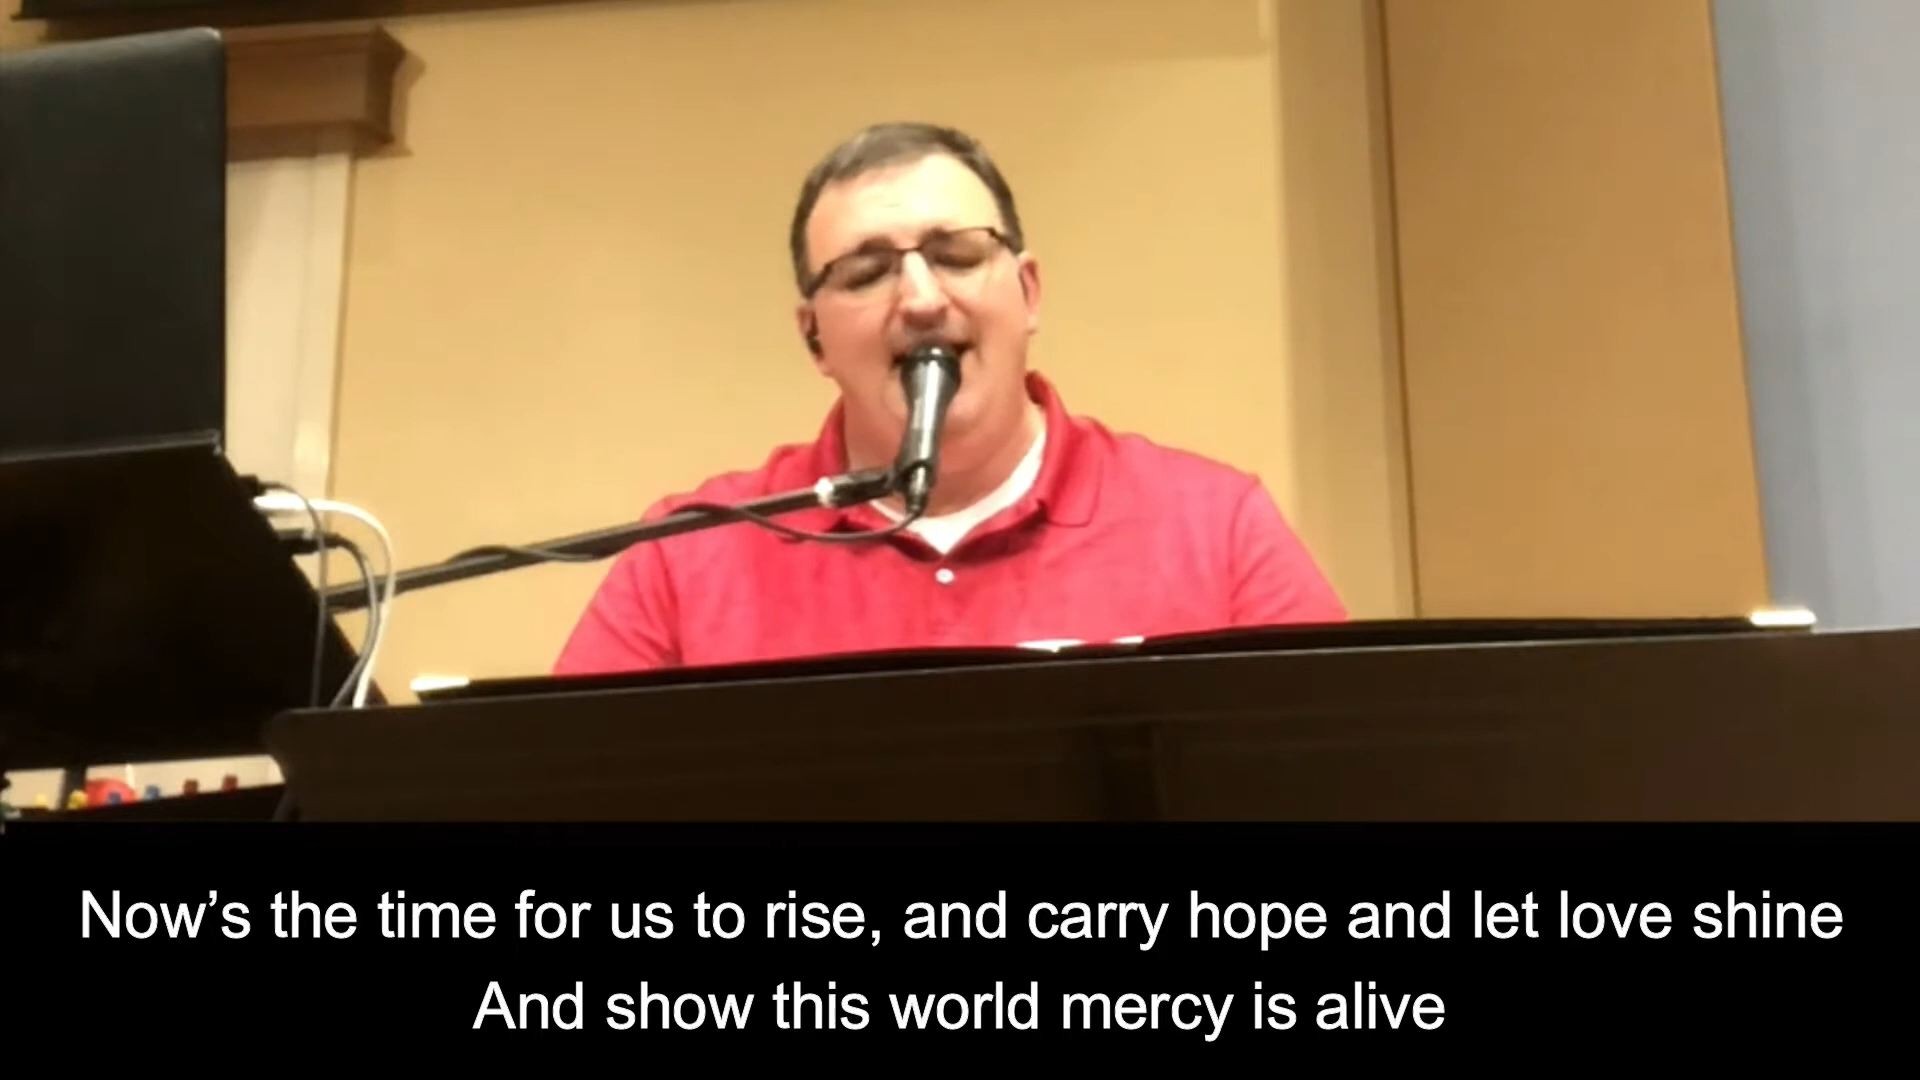 Now’s the time for us to rise, and carry hope and let love shine
And show this world mercy is alive